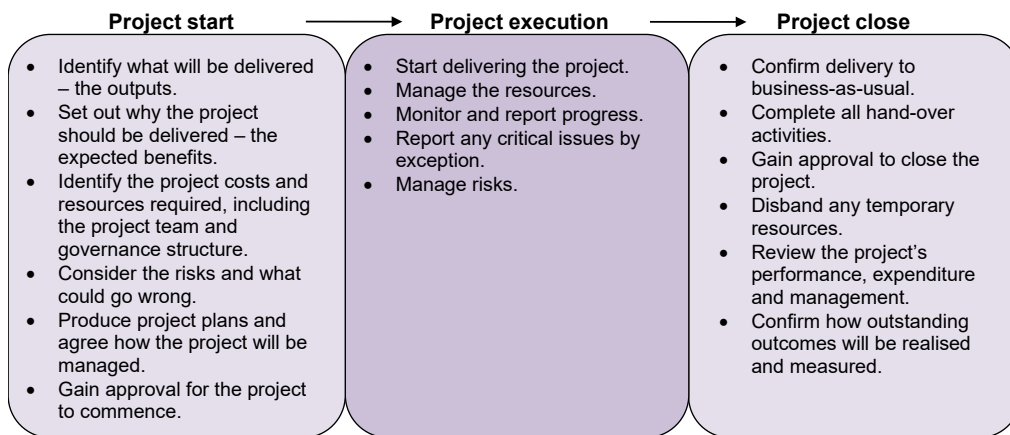 Project start
Project execution
Project close
• Identify what will be delivered
– the outputs.
• Set out why the project
should be delivered – the
expected benefits.
• Identify the project costs and
resources required, including
the project team and
governance structure.
• Consider the risks and what
could go wrong.
• Produce project plans and
agree how the project will be
managed.
• Gain approval for the project
to commence.
• Start delivering the project.
• Manage the resources.
• Monitor and report progress.
• Report any critical issues by
exception.
• Manage risks.
• Confirm delivery to
business-as-usual.
• Complete all hand-over
activities.
• Gain approval to close the
project.
• Disband any temporary
resources.
• Review the project’s
performance, expenditure
and management.
• Confirm how outstanding
outcomes will be realised
and measured.